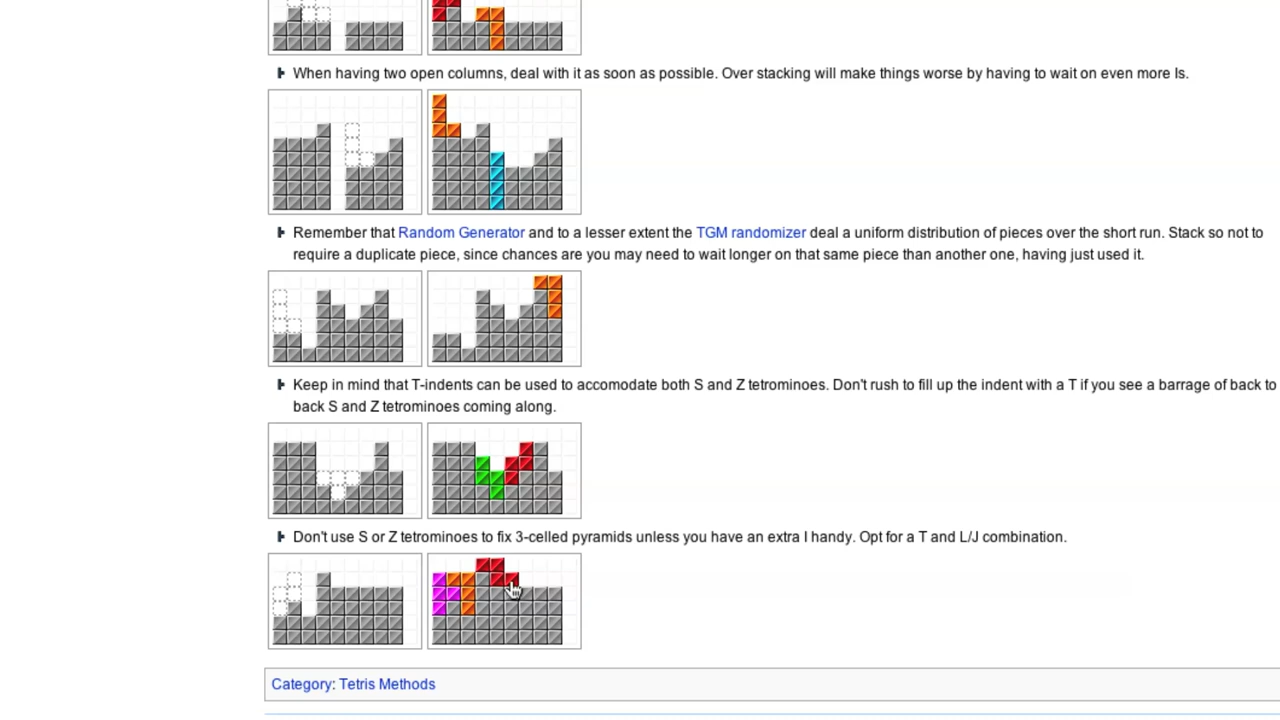 When having two open columns, deal with it as soon as possible. Over stacking will make things worse by having to wait on even more Is.
Remember that Random Generator and to a lesser extent the TGM randomizer deal a uniform distribution of pieces over the short run. Stack so not to
require a duplicate piece, since chances are you may need to wait longer on that same piece than another one, having just used it.
Keep in mind that T-indents can be used to accomodate both S and Z tetrominoes. Don't rush to fill up the indent with a T if you see a barrage of back to
back S and Z tetrominoes coming along.
Don't use S or Z tetrominoes to fix 3-celled pyramids unless you have an extra I handy. Opt for a T and L/J combination.
Category: Tetris Methods